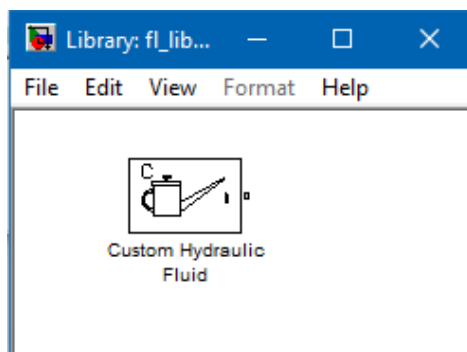 Library: fl_lib...
File Edit View Format Help
C
Custom Hydraulic
Fluid